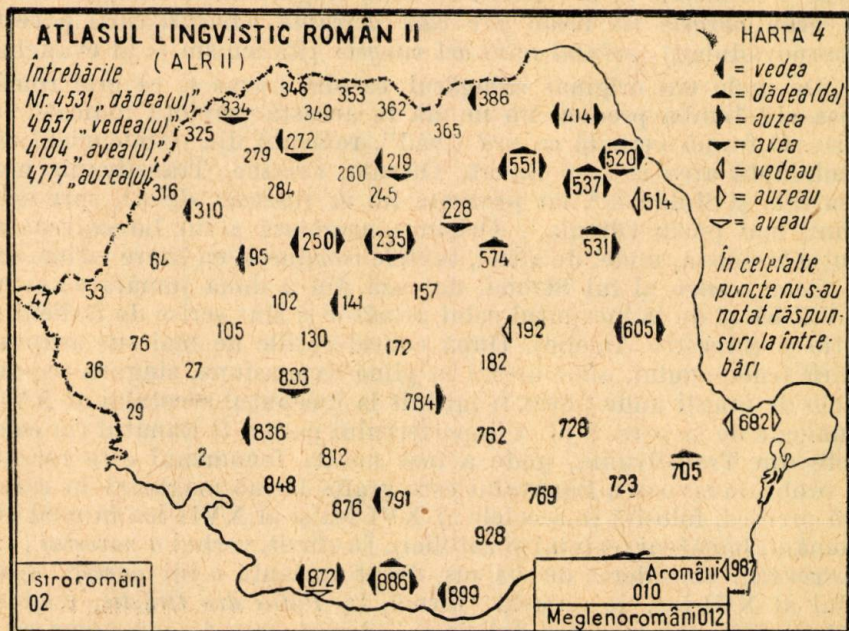 ATLASUL LINGVISTIC ROMÂN II
(ALR II)
HARTA 4
Întrebările
Nr. 4531 „dădea(u)"
4657 „vedea(u)"
4704 „avea(u)"
4777 „auzea(u)"
= vedea
= dădea(da)
= auzea
= avea
= vedeau
= auzeau
= aveau
În celelalte
puncte nu s-au
notat răspun-
suri la între-
bări
346 353 362 386
334 349 414
325 365
272 279 219 551 520
260 537
316 284 245 514
310 228
250 235 531
64 95 574
53 47 102 141 157
105 130 192 605
76 172 182
36 27 833
29 784
836 762 728 682
2 812 705
848 876 791 769 723
928
872 886 899 987
Istroromâni
02
Aromâni
010
Meglenoromâni 012